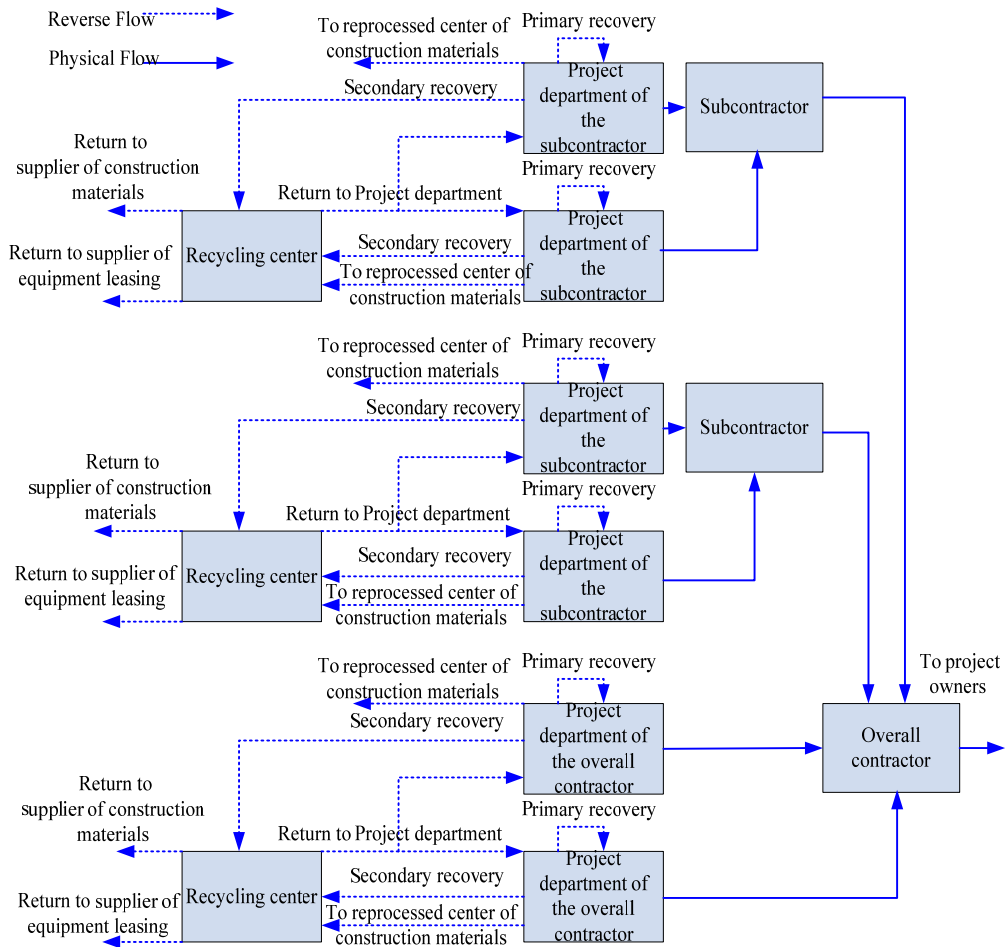 Reverse Flow
Physical Flow
To reprocessed center of
construction materials
Primary recovery
Secondary recovery
Project
department of
the
subcontractor
Subcontractor
Return to
supplier of construction
materials
Return to Project department
Primary recovery
Project
department of
the
subcontractor
Recycling center
Secondary recovery
To reprocessed center of
construction materials
Return to supplier of
equipment leasing
To reprocessed center of
construction materials
Primary recovery
Secondary recovery
Project
department of
the
subcontractor
Subcontractor
Return to
supplier of construction
materials
Return to Project department
Primary recovery
Project
department of
the
subcontractor
Recycling center
Secondary recovery
To reprocessed center of
construction materials
Return to supplier of
equipment leasing
To reprocessed center of
construction materials
Primary recovery
Secondary recovery
Project
department of
the overall
contractor
To project
owners
Overall
contractor
Return to
supplier of construction
materials
Return to Project department
Primary recovery
Project
department of
the overall
contractor
Recycling center
Secondary recovery
To reprocessed center of
construction materials
Return to supplier of
equipment leasing